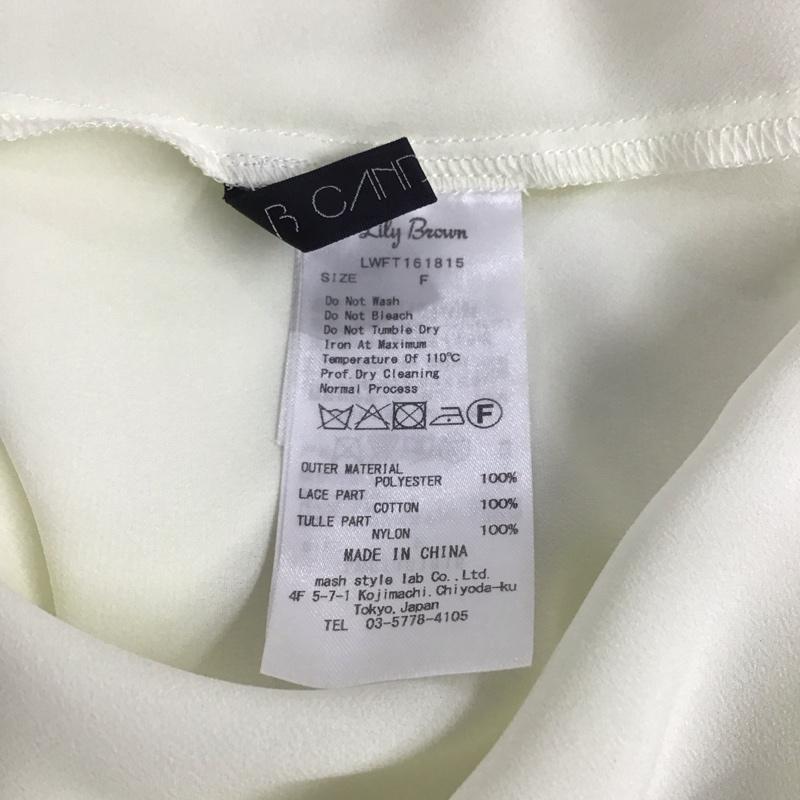 B CAND
Lily Brown
LWFT161815
SIZE F
Do Not Wash
Do Not Bleach
Do Not Tumble Dry
Iron At Maximum
Temperature Of 110℃
Prof.Dry Cleaning
Normal Process
F
OUTER MATERIAL
POLYESTER 100%
LACE PART
COTTON 100%
TULLE PART
NYLON 100%
MADE IN CHINA
mash style lab Co.,Ltd.
4F 5-7-1 Kojimachi.Chiyoda-ku
Tokyo,Japan
TEL 03-5778-4105